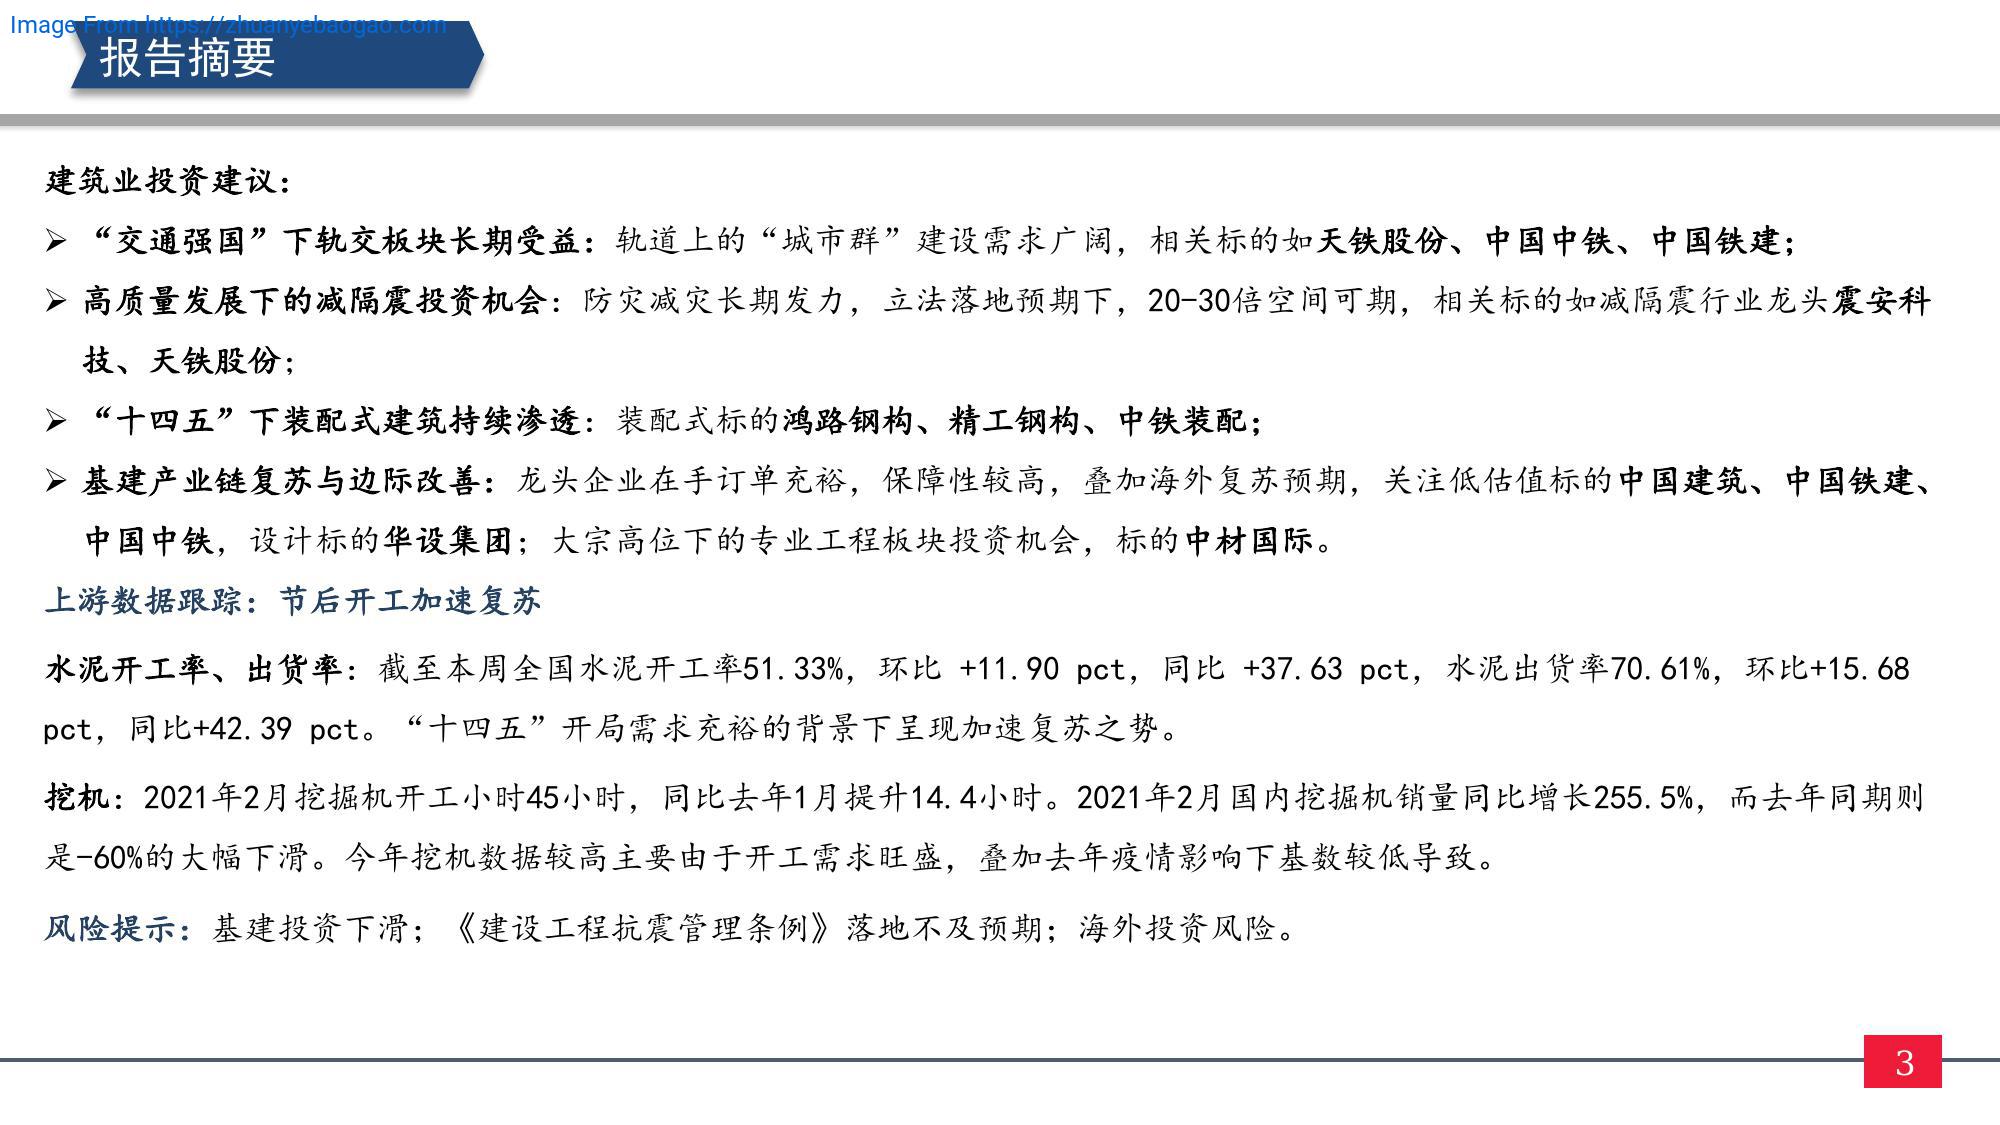 Image From https://zhuanyebaogao.com
报告摘要
建筑业投资建议：
➢ “交通强国”下轨交板块长期受益：轨道上的“城市群”建设需求广阔，相关标的如天铁股份、中国中铁、中国铁建；
➢ 高质量发展下的减隔震投资机会：防灾减灾长期发力，立法落地预期下，20-30倍空间可期，相关标的如减隔震行业龙头震安科
技、天铁股份；
➢ “十四五”下装配式建筑持续渗透：装配式标的鸿路钢构、精工钢构、中铁装配；
➢ 基建产业链复苏与边际改善：龙头企业在手订单充裕，保障性较高，叠加海外复苏预期，关注低估值标的中国建筑、中国铁建、
中国中铁，设计标的华设集团；大宗高位下的专业工程板块投资机会，标的中材国际。
上游数据跟踪：节后开工加速复苏
水泥开工率、出货率：截至本周全国水泥开工率51.33%，环比 +11.90 pct，同比 +37.63 pct，水泥出货率70.61%，环比+15.68
pct，同比+42.39 pct。“十四五”开局需求充裕的背景下呈现加速复苏之势。
挖机：2021年2月挖掘机开工小时45小时，同比去年1月提升14.4小时。2021年2月国内挖掘机销量同比增长255.5%，而去年同期则
是-60%的大幅下滑。今年挖机数据较高主要由于开工需求旺盛，叠加去年疫情影响下基数较低导致。
风险提示：基建投资下滑；《建设工程抗震管理条例》落地不及预期；海外投资风险。
3